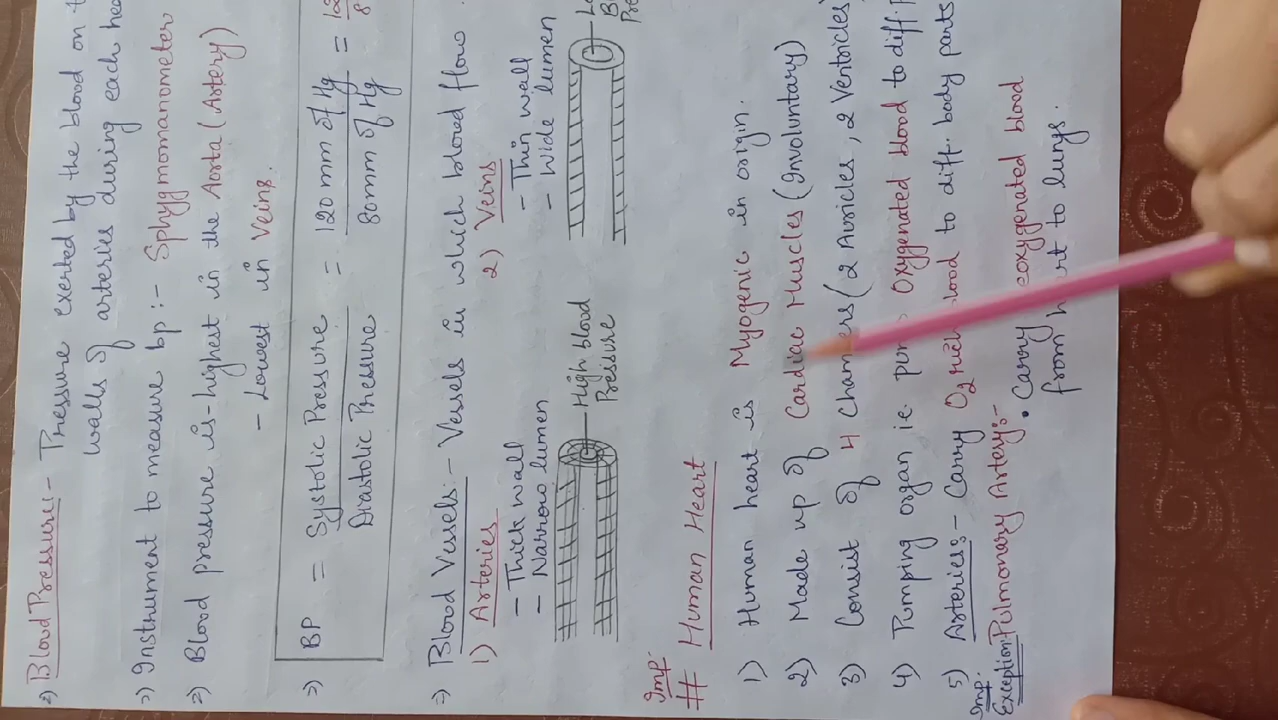 Blood Pressure:- Pressure exerted by the blood on
walls of arteries during each
=) Instrument to measure bp:- Sphygmomanometer
=) Blood pressure is - highest in the Aorta (Artery)
- Lowest in Veins.
=) BP = Systolic Pressure = 120 mm of Hg =
Diastolic Pressure 80mm of Hg
=) Blood Vessels:- Vessels in which blood flow.
1) Arteries 2) Veins
- Thick wall - Thin wall
- Narrow lumen - Wide lumen
High blood
Pressure
Imp.
# Human Heart
1) Human heart is Myogenic in origin.
2) Made up of Cardiac Muscles (Involuntary)
3) Consist of 4 Chambers (2 Auricles, 2 Ventricles)
4) Pumping organ ie. Oxygenated blood to diff.
5) Arteries:- Carry O2 rich blood to diff. body parts
Imp.
Exception: Pulmonary Artery:-
• Carry blood
from to lungs.